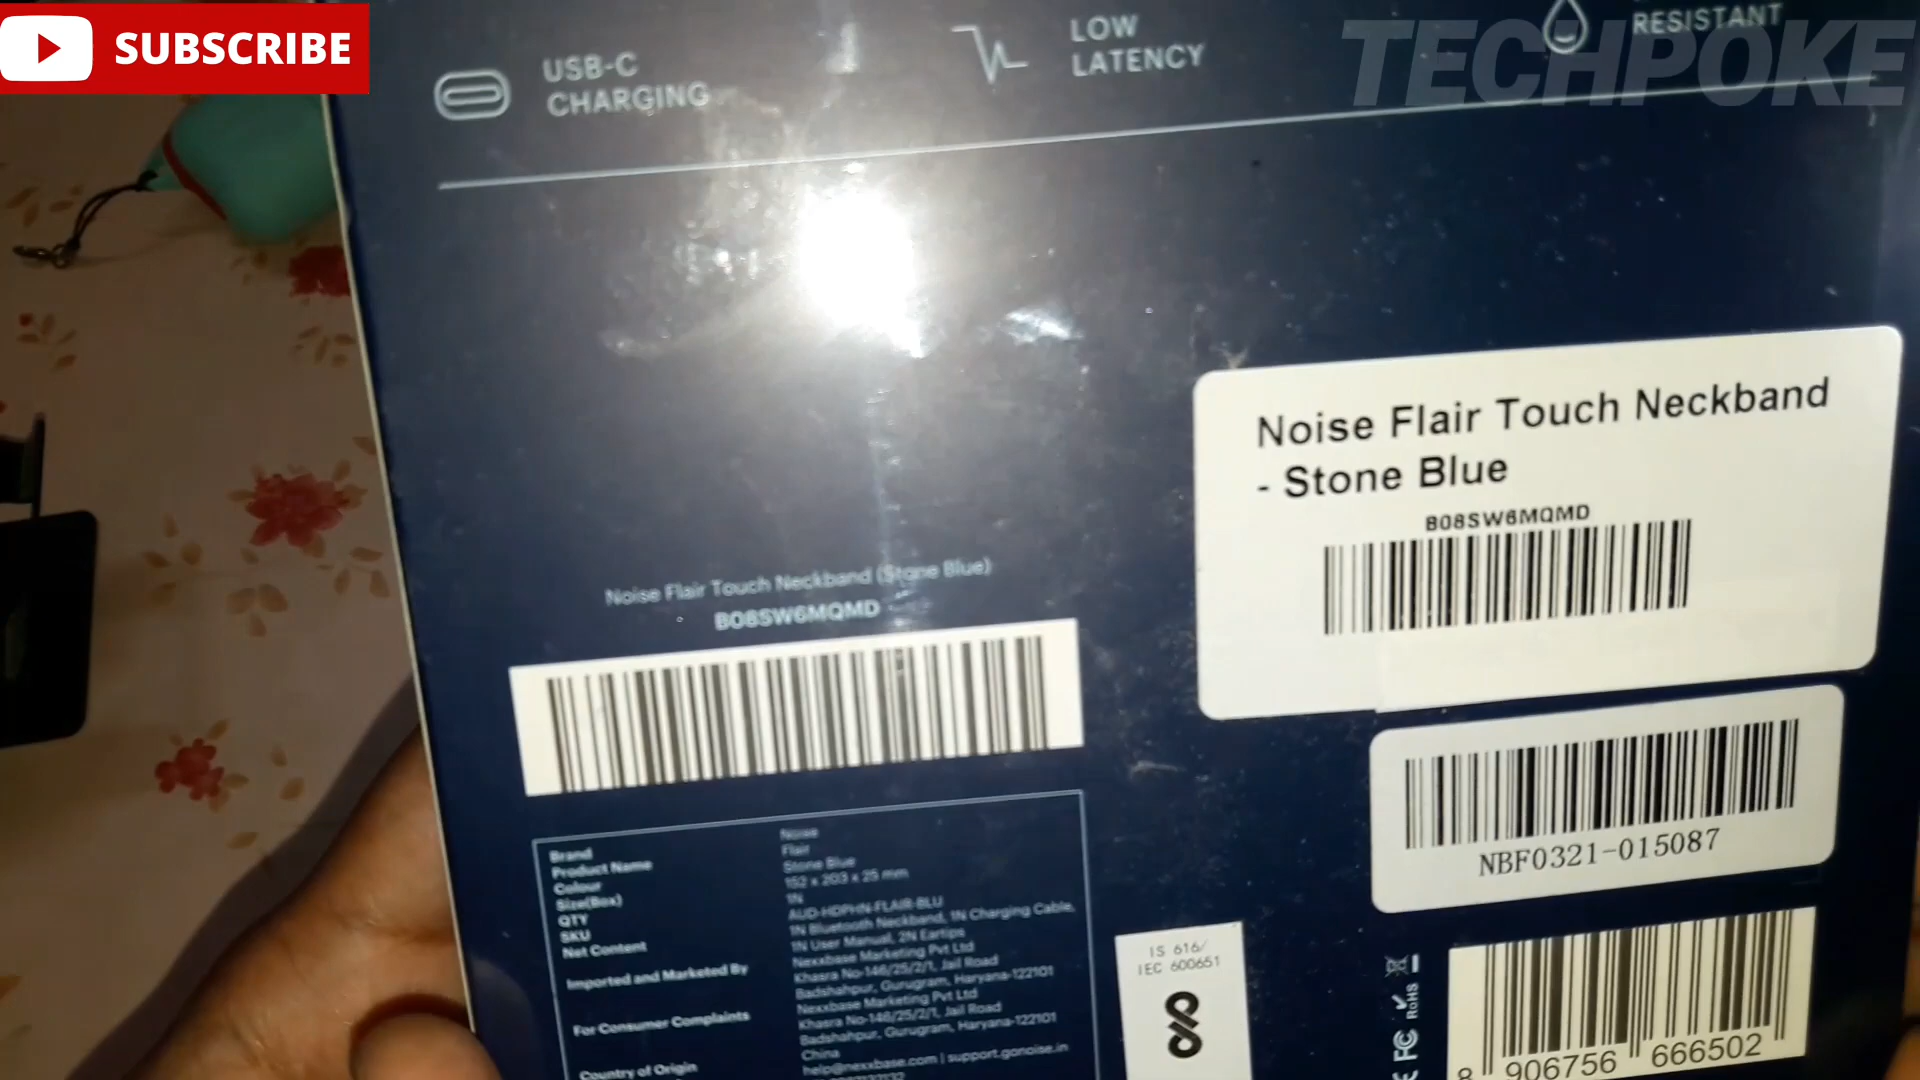 SUBSCRIBE
TECHPOKE
USB-C
CHARGING
LOW
LATENCY
RESISTANT
Noise Flair Touch Neckband
- Stone Blue
B08SW6MQMD
Noise Flair Touch Neckband (Stone Blue)
B08SW6MQMD
NBF0321-015087
Brand Noise
Product Name Flair
Colour Stone Blue
Size(Box) 152 x 203 x 25 mm
QTY 1N
SKU AUD-HDPHN-FLAIR-BLU
Net Content 1N Bluetooth Neckband, 1N Charging Cable,
1N User Manual, 2N Eartips
Imported and Marketed By Nexxbase Marketing Pvt Ltd
Khasra No-146/25/2/1, Jail Road
Badshahpur, Gurugram, Haryana-122101
For Consumer Complaints Nexxbase Marketing Pvt Ltd
Khasra No-146/25/2/1, Jail Road
Badshahpur, Gurugram, Haryana-122101
Country of Origin China
help@nexxbase.com | support.gonoise.in
IS 616/
IEC 600651
FC
RoHS
8 906756 666502